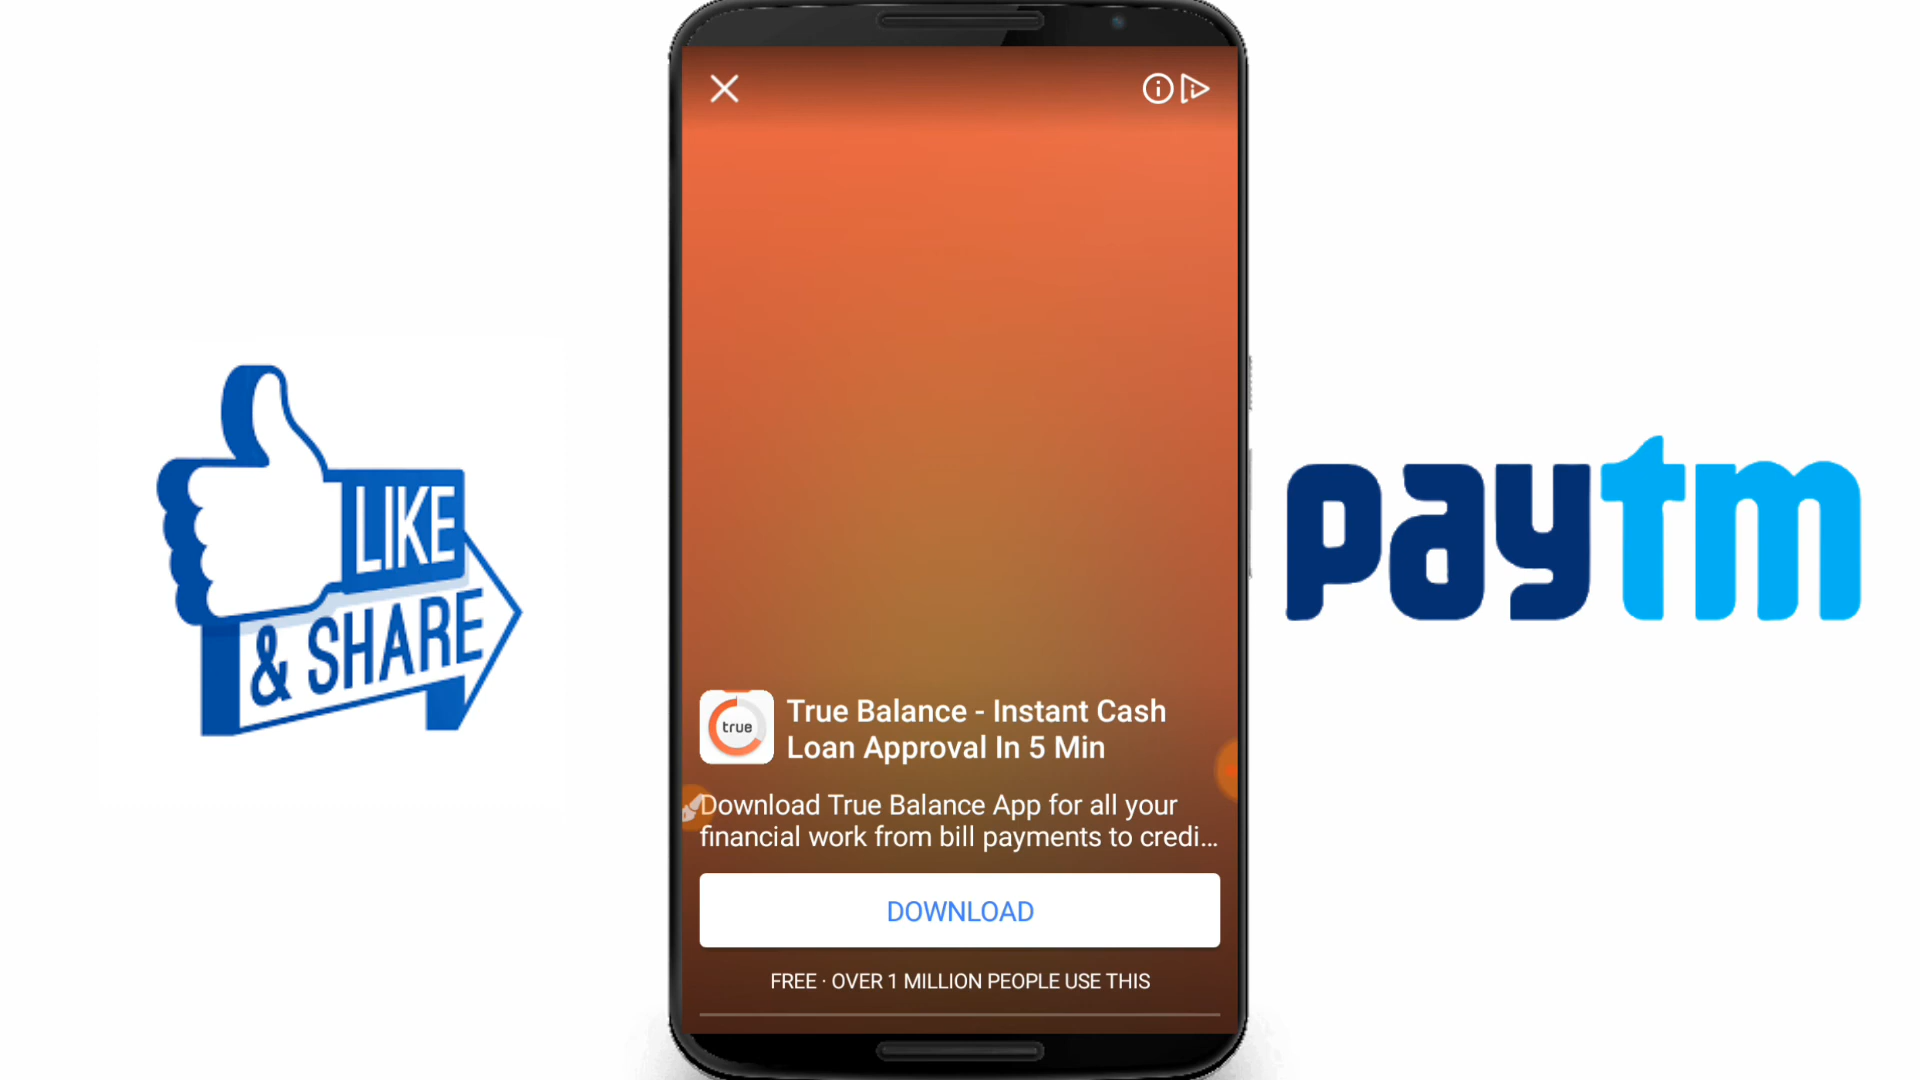 LIKE
& SHARE
paytm
true
True Balance - Instant Cash
Loan Approval In 5 Min
Download True Balance App for all your
financial work from bill payments to credi...
DOWNLOAD
FREE · OVER 1 MILLION PEOPLE USE THIS